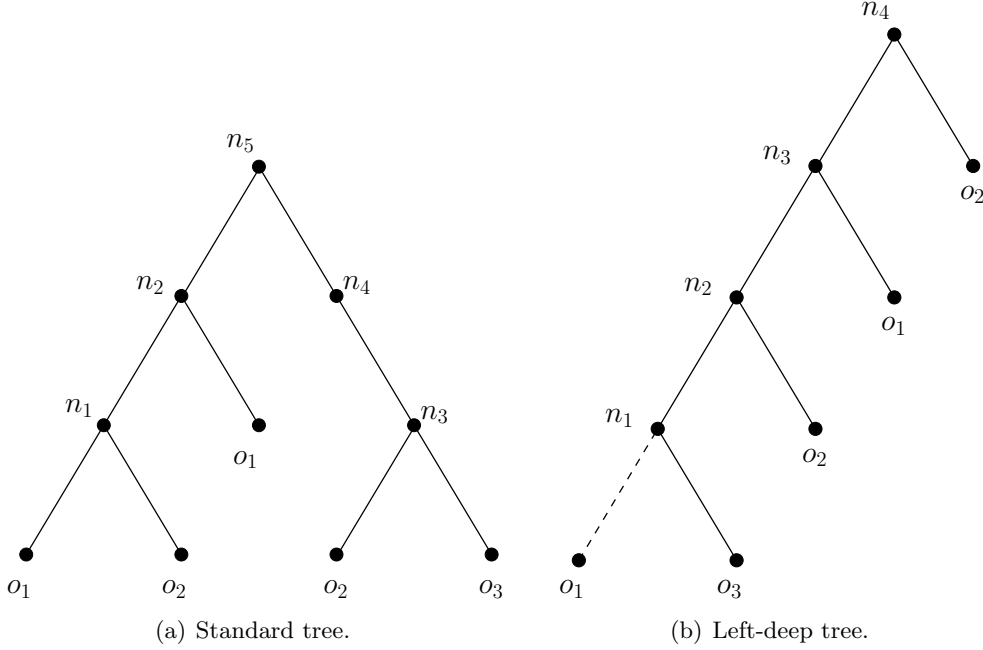 n₄
n₅
n₃
o₂
n₂
n₄
n₂
o₁
n₁
n₃
n₁
o₁
o₂
o₁
o₂
o₂
o₃
o₁
o₃
(a) Standard tree.
(b) Left-deep tree.